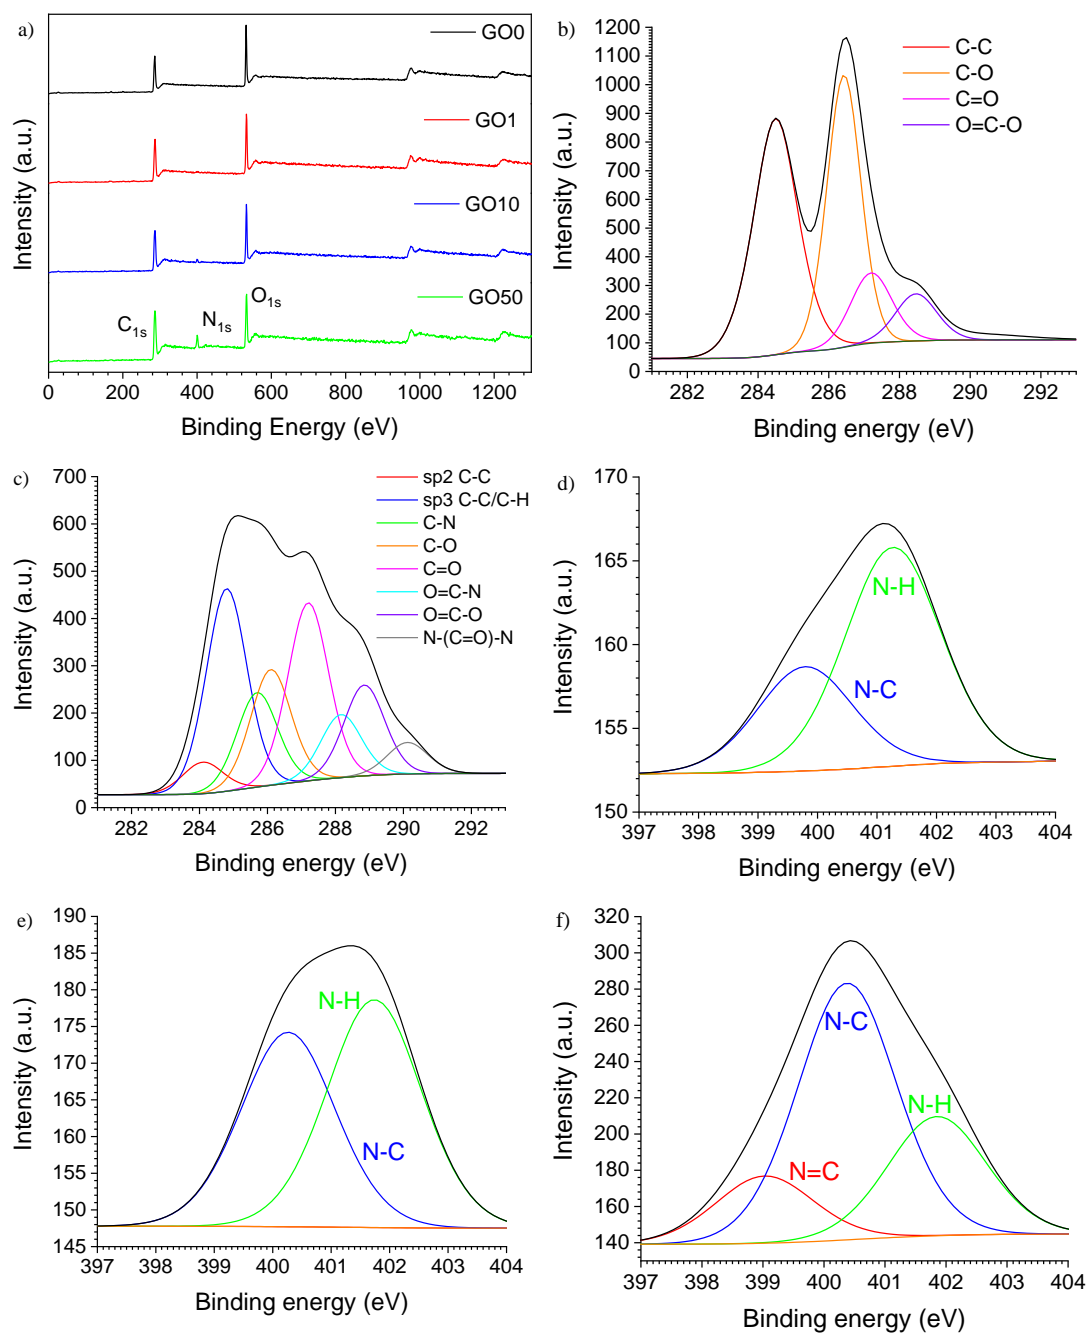 a)
GO0
GO1
GO10
GO50
C1s
N1s
O1s
Intensity (a.u.)
0 200 400 600 800 1000 1200
Binding Energy (eV)
b)
1200
1100
1000
900
800
700
600
500
400
300
200
100
0
C-C
C-O
C=O
O=C-O
Intensity (a.u.)
282 284 286 288 290 292
Binding energy (eV)
c)
700
600
500
400
300
200
100
0
sp2 C-C
sp3 C-C/C-H
C-N
C-O
C=O
O=C-N
O=C-O
N-(C=O)-N
Intensity (a.u.)
282 284 286 288 290 292
Binding energy (eV)
d)
170
165
160
155
150
N-H
N-C
Intensity (a.u.)
397 398 399 400 401 402 403 404
Binding energy (eV)
e)
190
185
180
175
170
165
160
155
150
145
N-H
N-C
Intensity (a.u.)
397 398 399 400 401 402 403 404
Binding energy (eV)
f)
320
300
280
260
240
220
200
180
160
140
N-C
N-H
N=C
Intensity (a.u.)
397 398 399 400 401 402 403 404
Binding energy (eV)